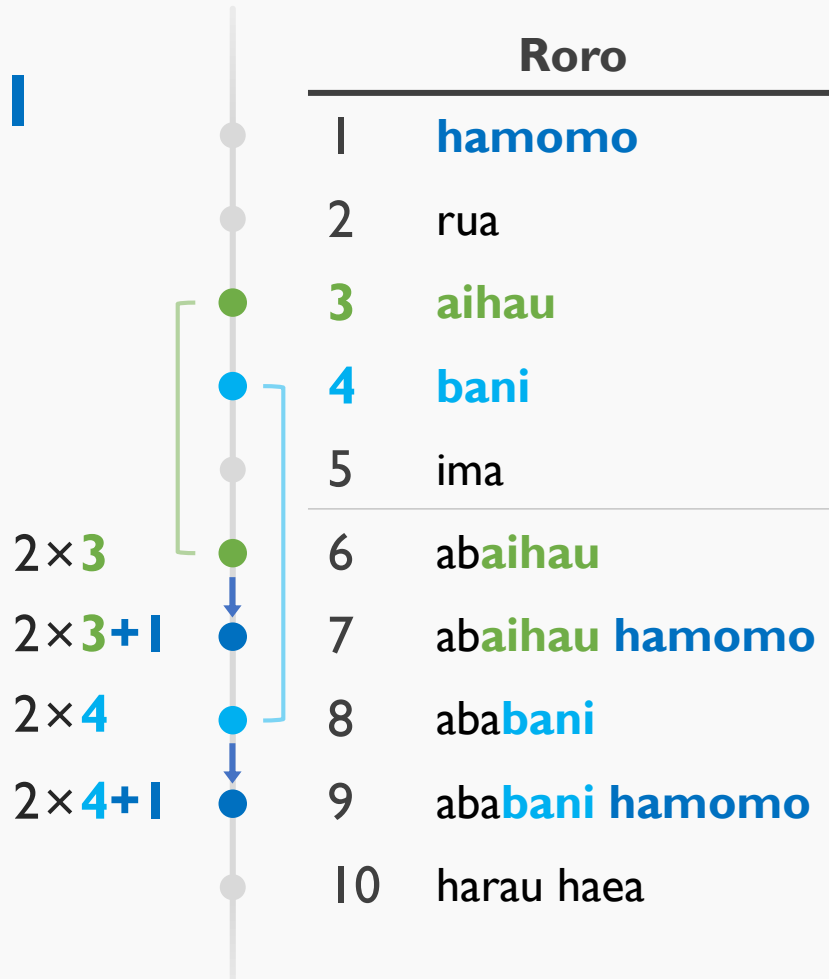 Roro
1
1 hamomo
2 rua
3 aihau
4 bani
5 ima
2×3 6 abaihau
2×3+1 7 abaihau hamomo
2×4 8 ababani
2×4+1 9 ababani hamomo
10 harau haea